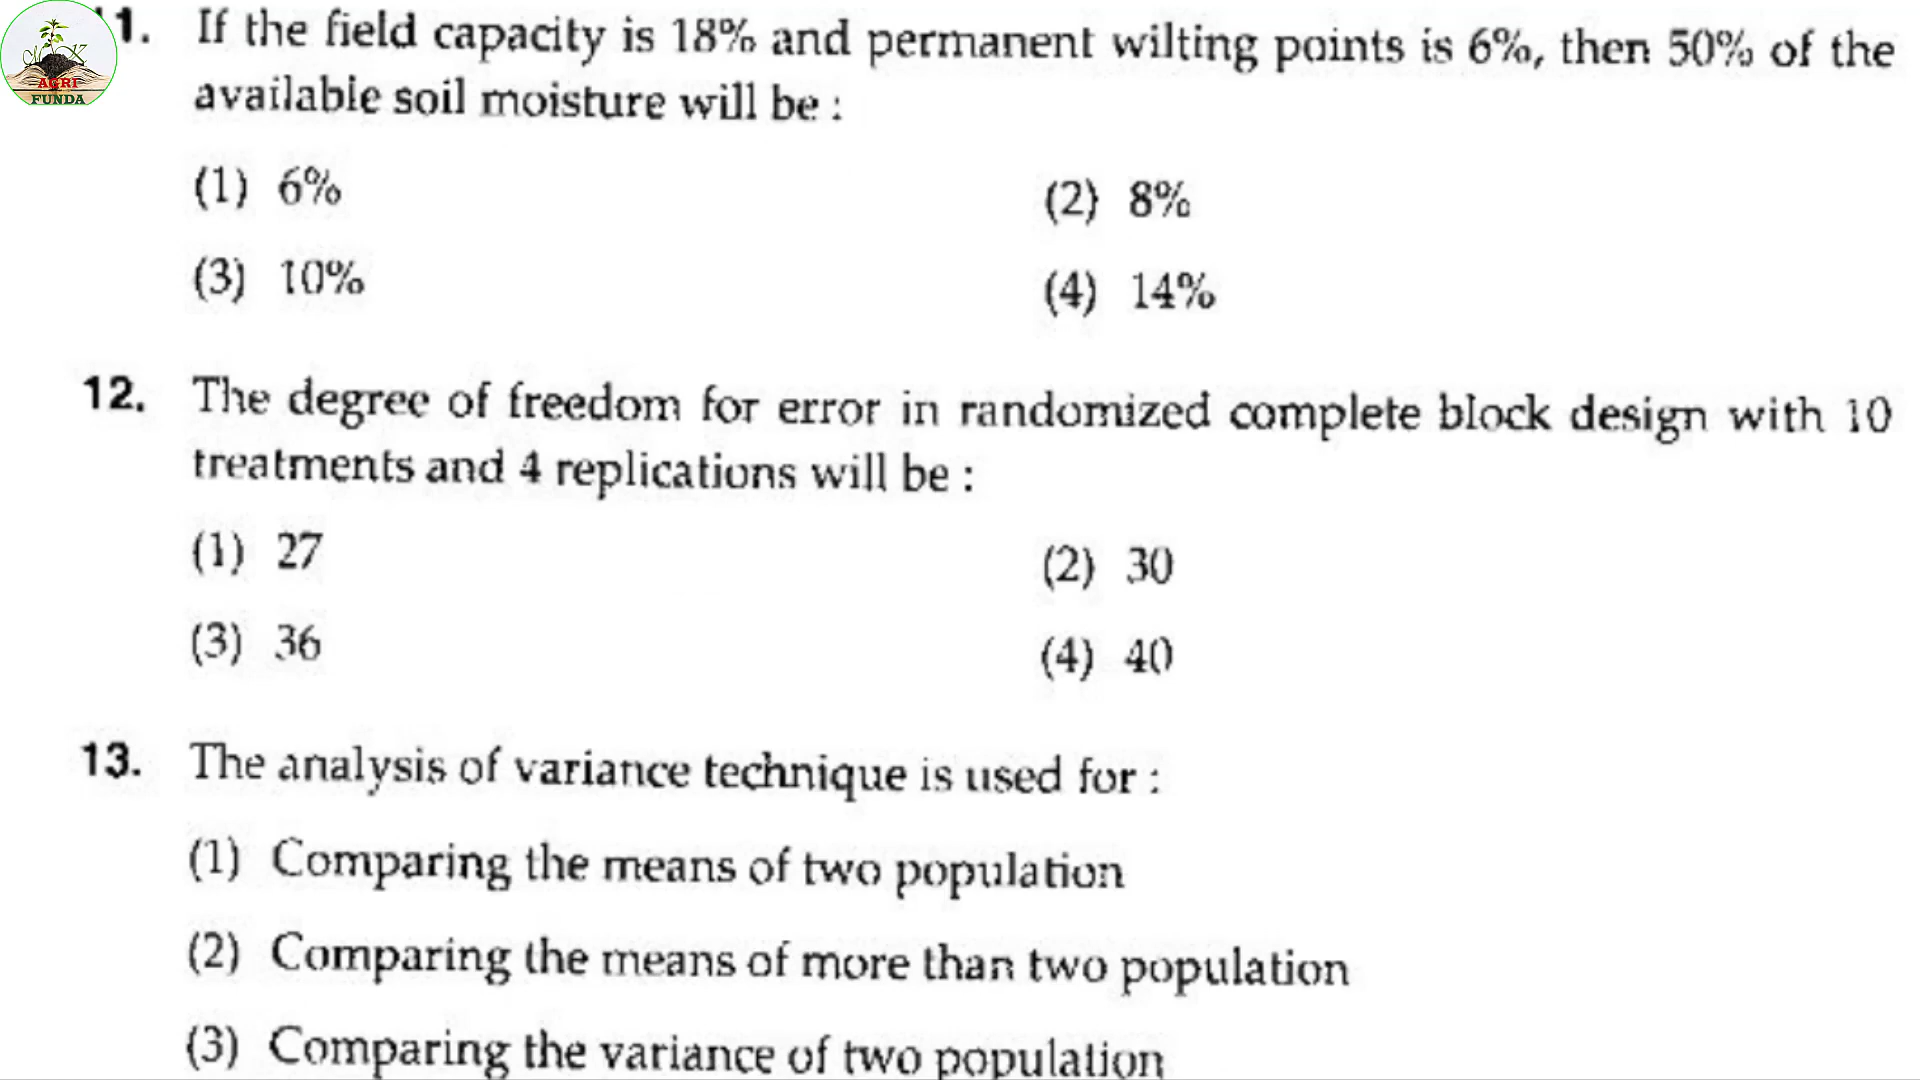 AGRI
FUNDA
11. If the field capacity is 18% and permanent wilting points is 6%, then 50% of the
available soil moisture will be :
(1) 6% (2) 8%
(3) 10% (4) 14%
12. The degree of freedom for error in randomized complete block design with 10
treatments and 4 replications will be :
(1) 27 (2) 30
(3) 36 (4) 40
13. The analysis of variance technique is used for :
(1) Comparing the means of two population
(2) Comparing the means of more than two population
(3) Comparing the variance of two population